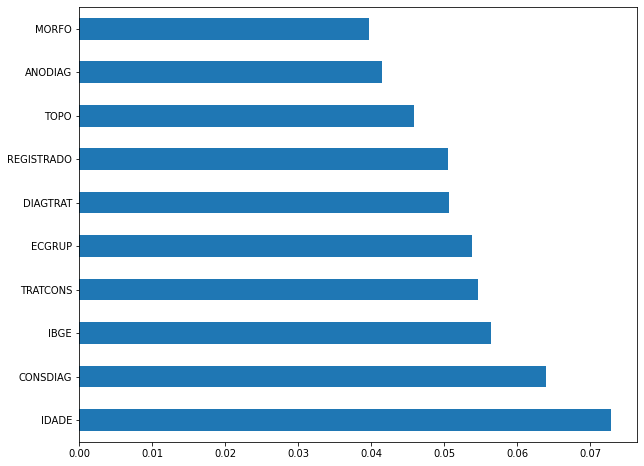 MORFO
ANODIAG
TOPO
REGISTRADO
DIAGTRAT
ECGRUP
TRATCONS
IBGE
CONSDIAG
IDADE
0.00 0.01 0.02 0.03 0.04 0.05 0.06 0.07